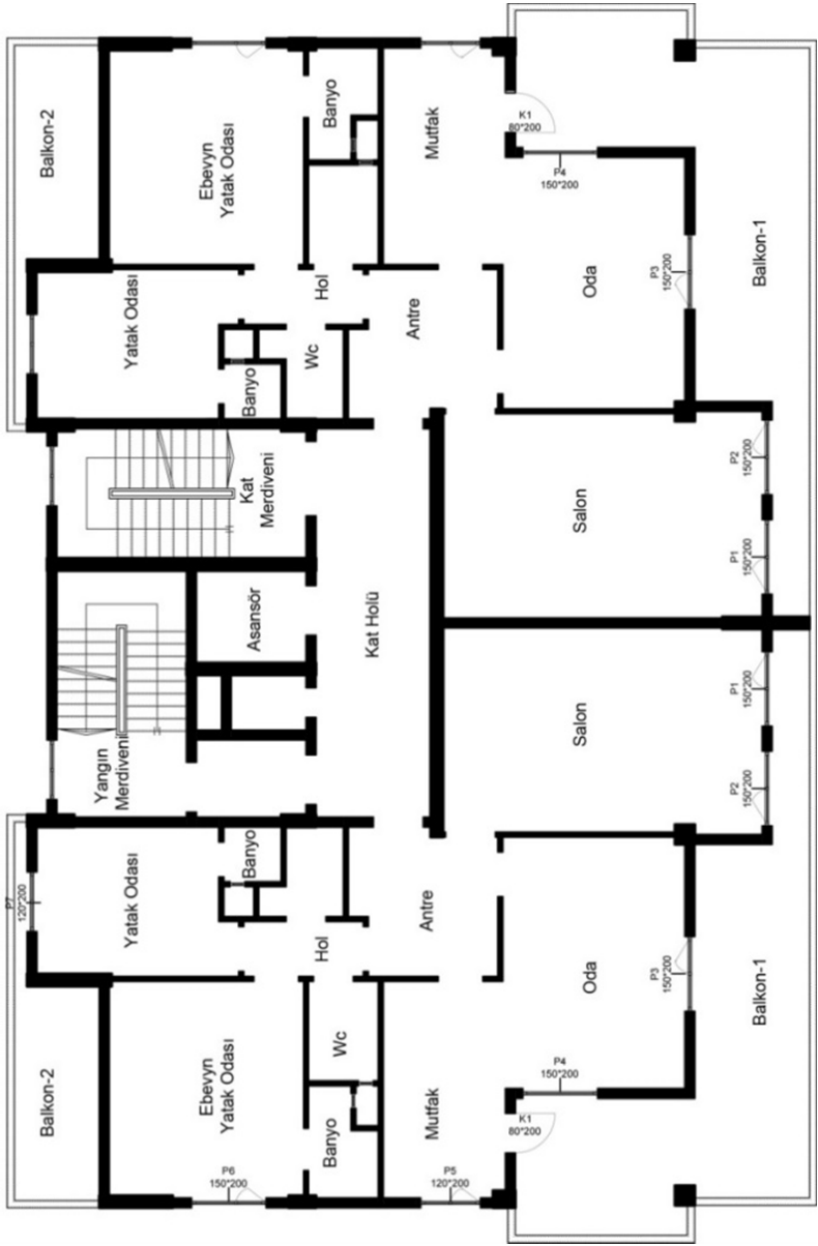 Balkon-2
Ebevyn
Yatak Odası
Banyo
Mutfak
K1
80*200
P4
150*200
Yatak Odası
Hol
Antre
Oda
P3
150*200
Balkon-1
Wc
Banyo
Kat
Merdiveni
Salon
P2
150*200
P1
150*200
Asansör
Kat Holü
Yangın
Merdiveni
Salon
P1
150*200
P2
150*200
P7
120*200
Yatak Odası
Banyo
Hol
Antre
Oda
P3
150*200
Balkon-1
Balkon-2
Ebevyn
Yatak Odası
Wc
Banyo
Mutfak
P4
150*200
K1
80*200
P6
150*200
P5
120*200